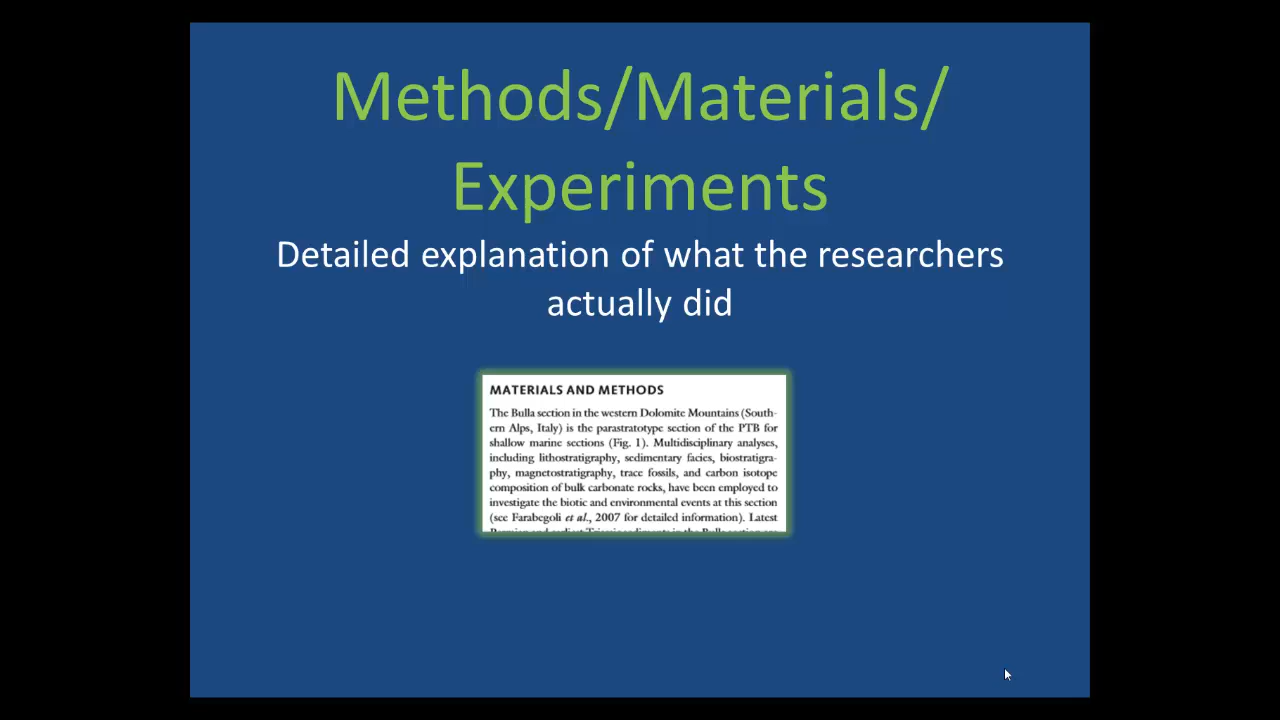 Methods/Materials/
Experiments
Detailed explanation of what the researchers
actually did
MATERIALS AND METHODS
The Bulla section in the western Dolomite Mountains (South-
ern Alps, Italy) is the parastratotype section of the PTB for
shallow marine sections (Fig. 1). Multidisciplinary analyses,
including lithostratigraphy, sedimentary facies, biostratigra-
phy, magnetostratigraphy, trace fossils, and carbon isotope
composition of bulk carbonate rocks, have been employed to
investigate the biotic and environmental events at this section
(see Farabegoli et al., 2007 for detailed information). Latest